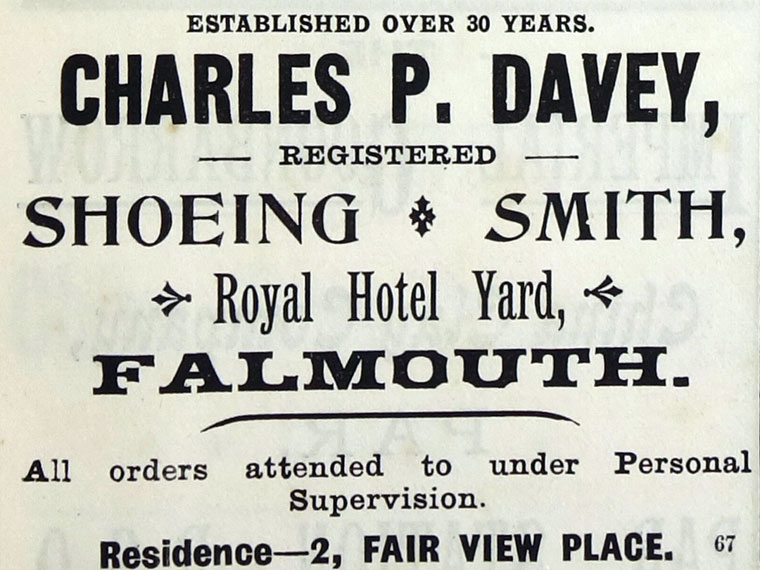 ESTABLISHED OVER 30 YEARS.
CHARLES P. DAVEY,
REGISTERED
SHOEING SMITH,
Royal Hotel Yard,
FALMOUTH.
All orders attended to under Personal
Supervision.
Residence—2, FAIR VIEW PLACE. 67